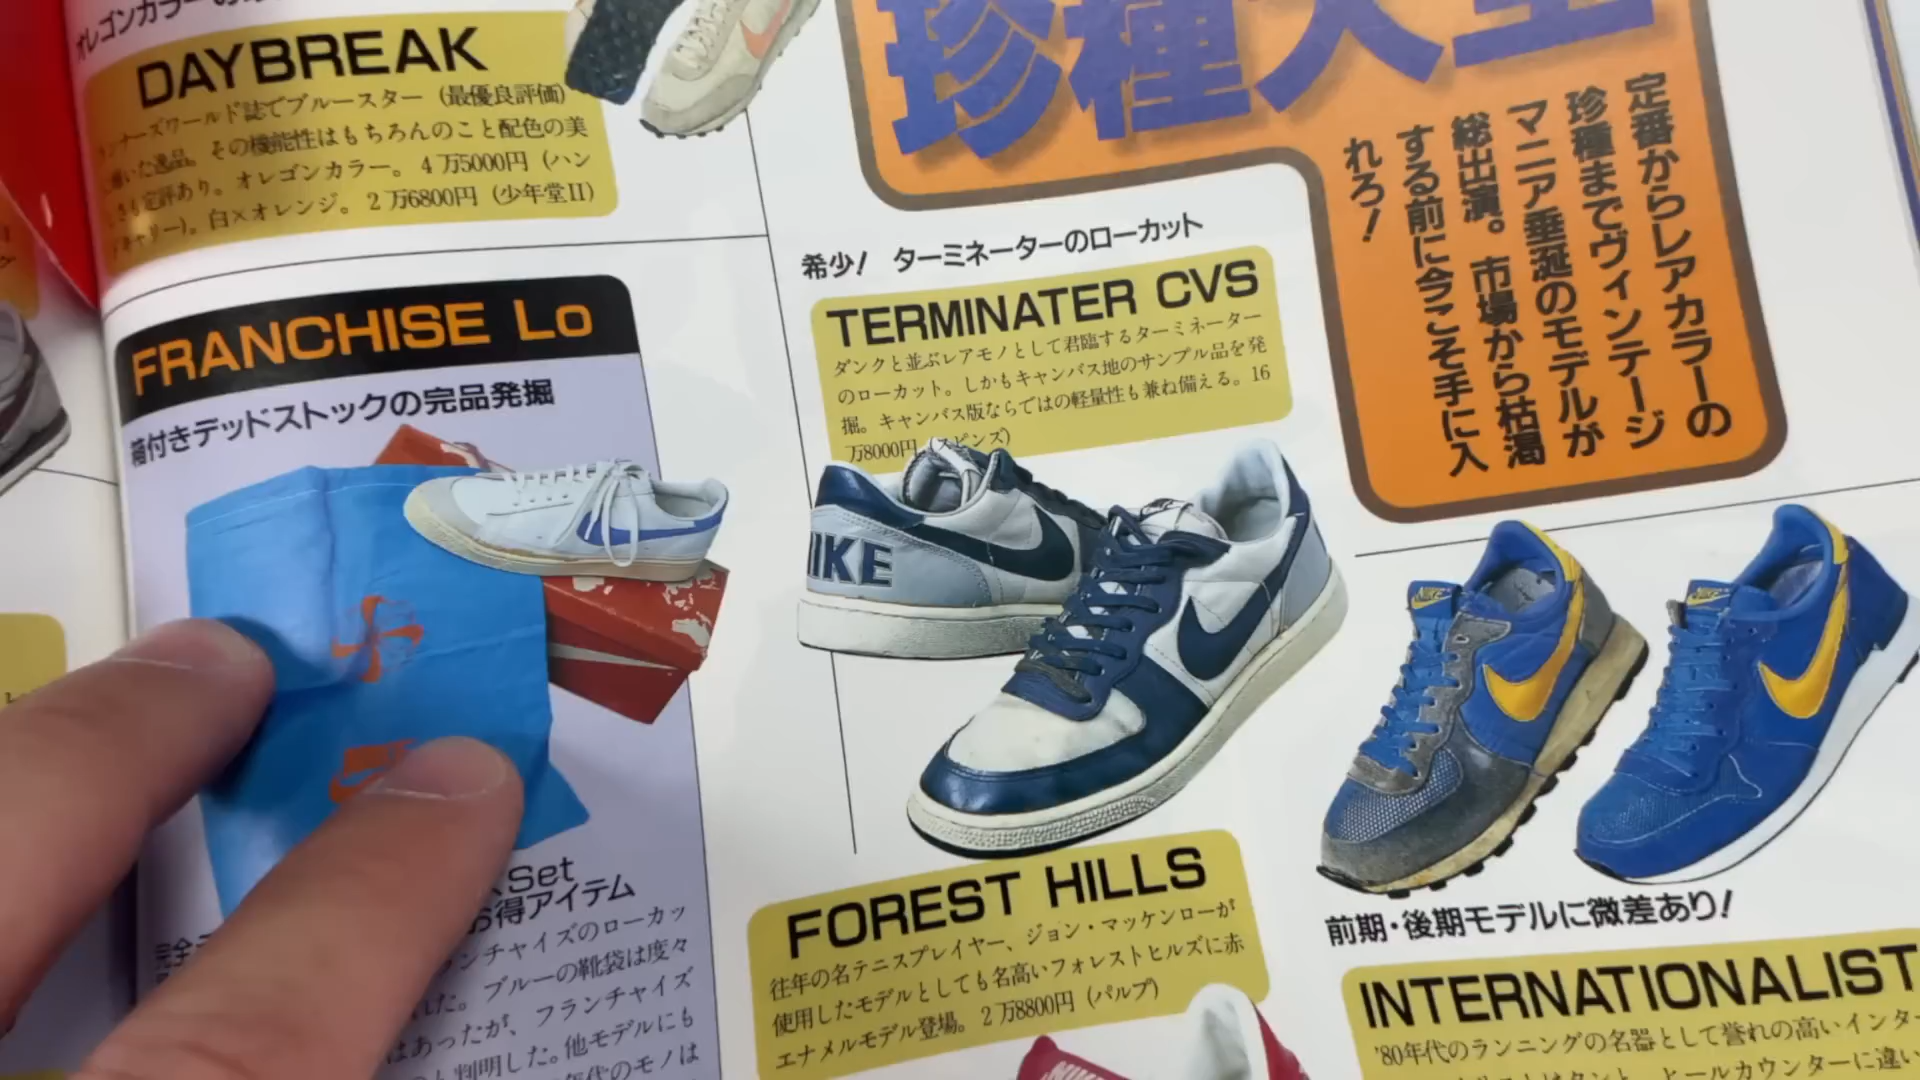 オレゴンカラーの
DAYBREAK
ンナーズワールド誌でブルースター（最優良評価）
輝いた逸品。その機能性はもちろんのこと配色の美
しさも定評あり。オレゴンカラー。4万5000円（ハン
キャリー）。白×オレンジ。2万6800円（少年堂II）
珍種大全
定番からレアカラーの
珍種までヴィンテージ
マニア垂涎のモデルが
総出演。市場から枯渇
する前に今こそ手に入
れろ！
FRANCHISE Lo
箱付きデッドストックの完品発掘
Set
お得アイテム
完全
ランチャイズのローカッ
た。ブルーの靴袋は度々
はあったが、フランチャイズ
判明した。他モデルにも
年代のモノは
希少！ ターミネーターのローカット
TERMINATER CVS
ダンクと並ぶレアモノとして君臨するターミネーター
のローカット。しかもキャンバス地のサンプル品を発
掘。キャンバス版ならではの軽量性も兼ね備える。16
万8000円（スピンズ）
NIKE
FOREST HILLS
往年の名テニスプレイヤー、ジョン・マッケンローが
使用したモデルとしても名高いフォレストヒルズに赤
エナメルモデル登場。2万8800円（パルプ）
NIKE
NIKE
前期・後期モデルに微差あり！
INTERNATIONALIST
'80年代のランニングの名器として誉れの高いインター
ヒールカウンターに違い